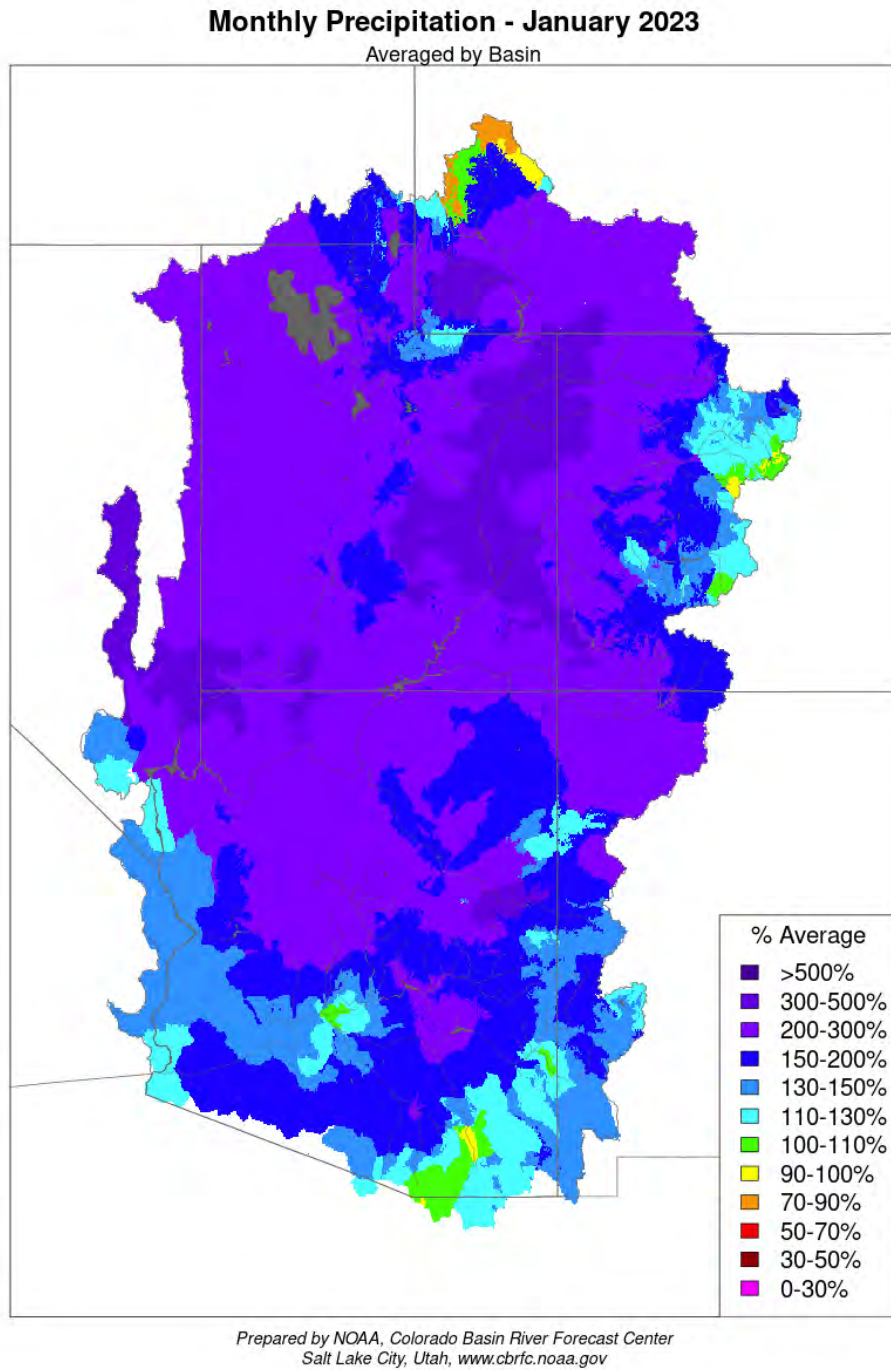 Monthly Precipitation - January 2023
Averaged by Basin
% Average
>500%
300-500%
200-300%
150-200%
130-150%
110-130%
100-110%
90-100%
70-90%
50-70%
30-50%
0-30%
Prepared by NOAA, Colorado Basin River Forecast Center
Salt Lake City, Utah, www.cbrfc.noaa.gov